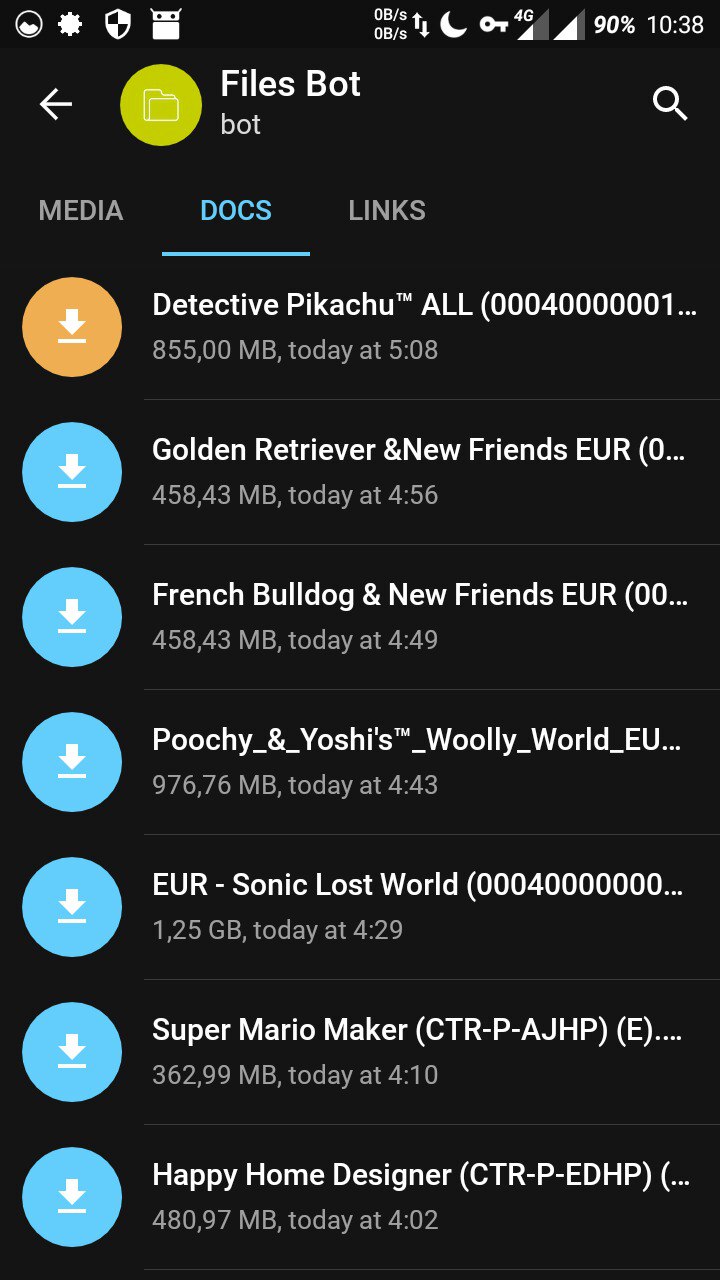 0B/s
0B/s
4G
90% 10:38
Files Bot
bot
MEDIA DOCS LINKS
Detective Pikachu™ ALL (00040000001...
855,00 MB, today at 5:08
Golden Retriever &New Friends EUR (0...
458,43 MB, today at 4:56
French Bulldog & New Friends EUR (00...
458,43 MB, today at 4:49
Poochy_&_Yoshi's™_Woolly_World_EU...
976,76 MB, today at 4:43
EUR - Sonic Lost World (00040000000...
1,25 GB, today at 4:29
Super Mario Maker (CTR-P-AJHP) (E)....
362,99 MB, today at 4:10
Happy Home Designer (CTR-P-EDHP) (...
480,97 MB, today at 4:02